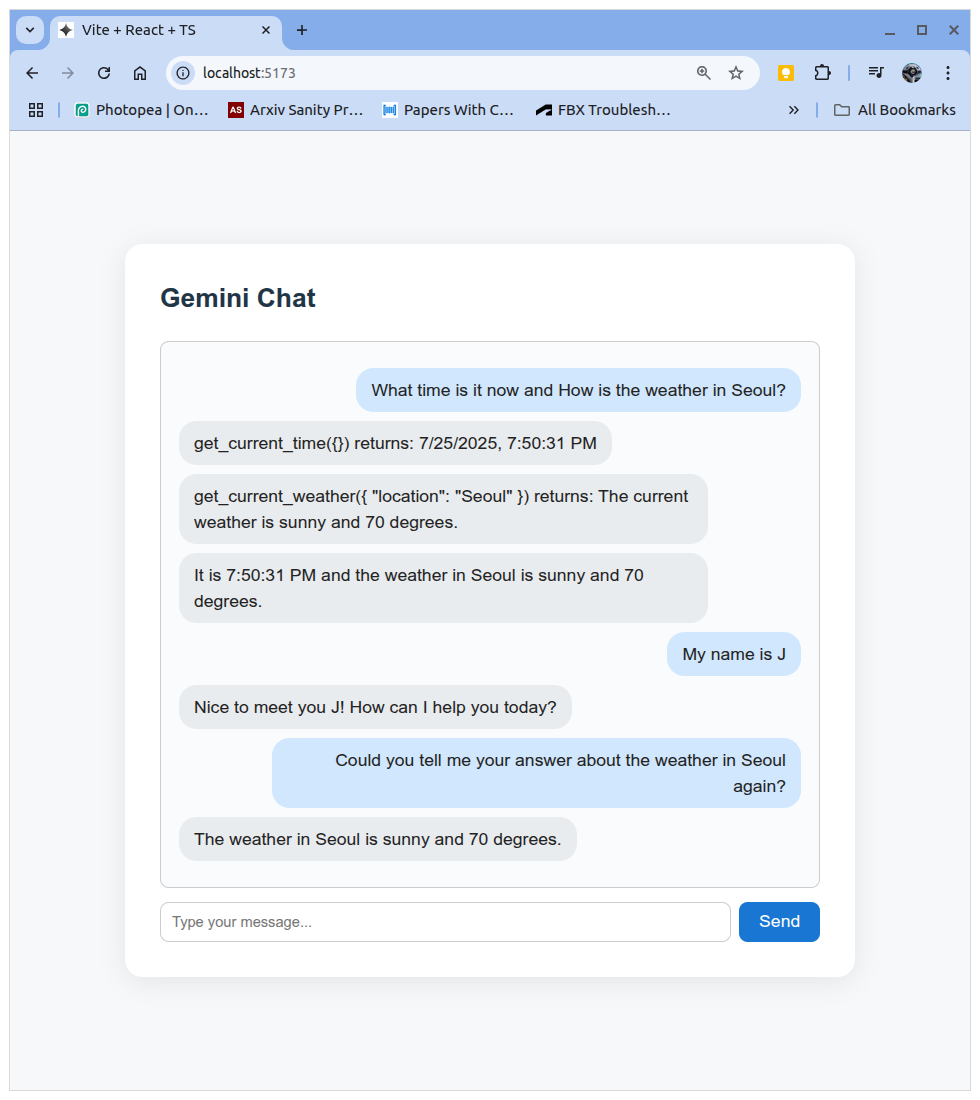 Vite + React + TS
localhost:5173
Photopea | On...
AS Arxiv Sanity Pr...
Papers With C...
FBX Troublesh...
All Bookmarks
Gemini Chat
What time is it now and How is the weather in Seoul?
get_current_time({}) returns: 7/25/2025, 7:50:31 PM
get_current_weather({ "location": "Seoul" }) returns: The current
weather is sunny and 70 degrees.
It is 7:50:31 PM and the weather in Seoul is sunny and 70
degrees.
My name is J
Nice to meet you J! How can I help you today?
Could you tell me your answer about the weather in Seoul
again?
The weather in Seoul is sunny and 70 degrees.
Type your message...
Send